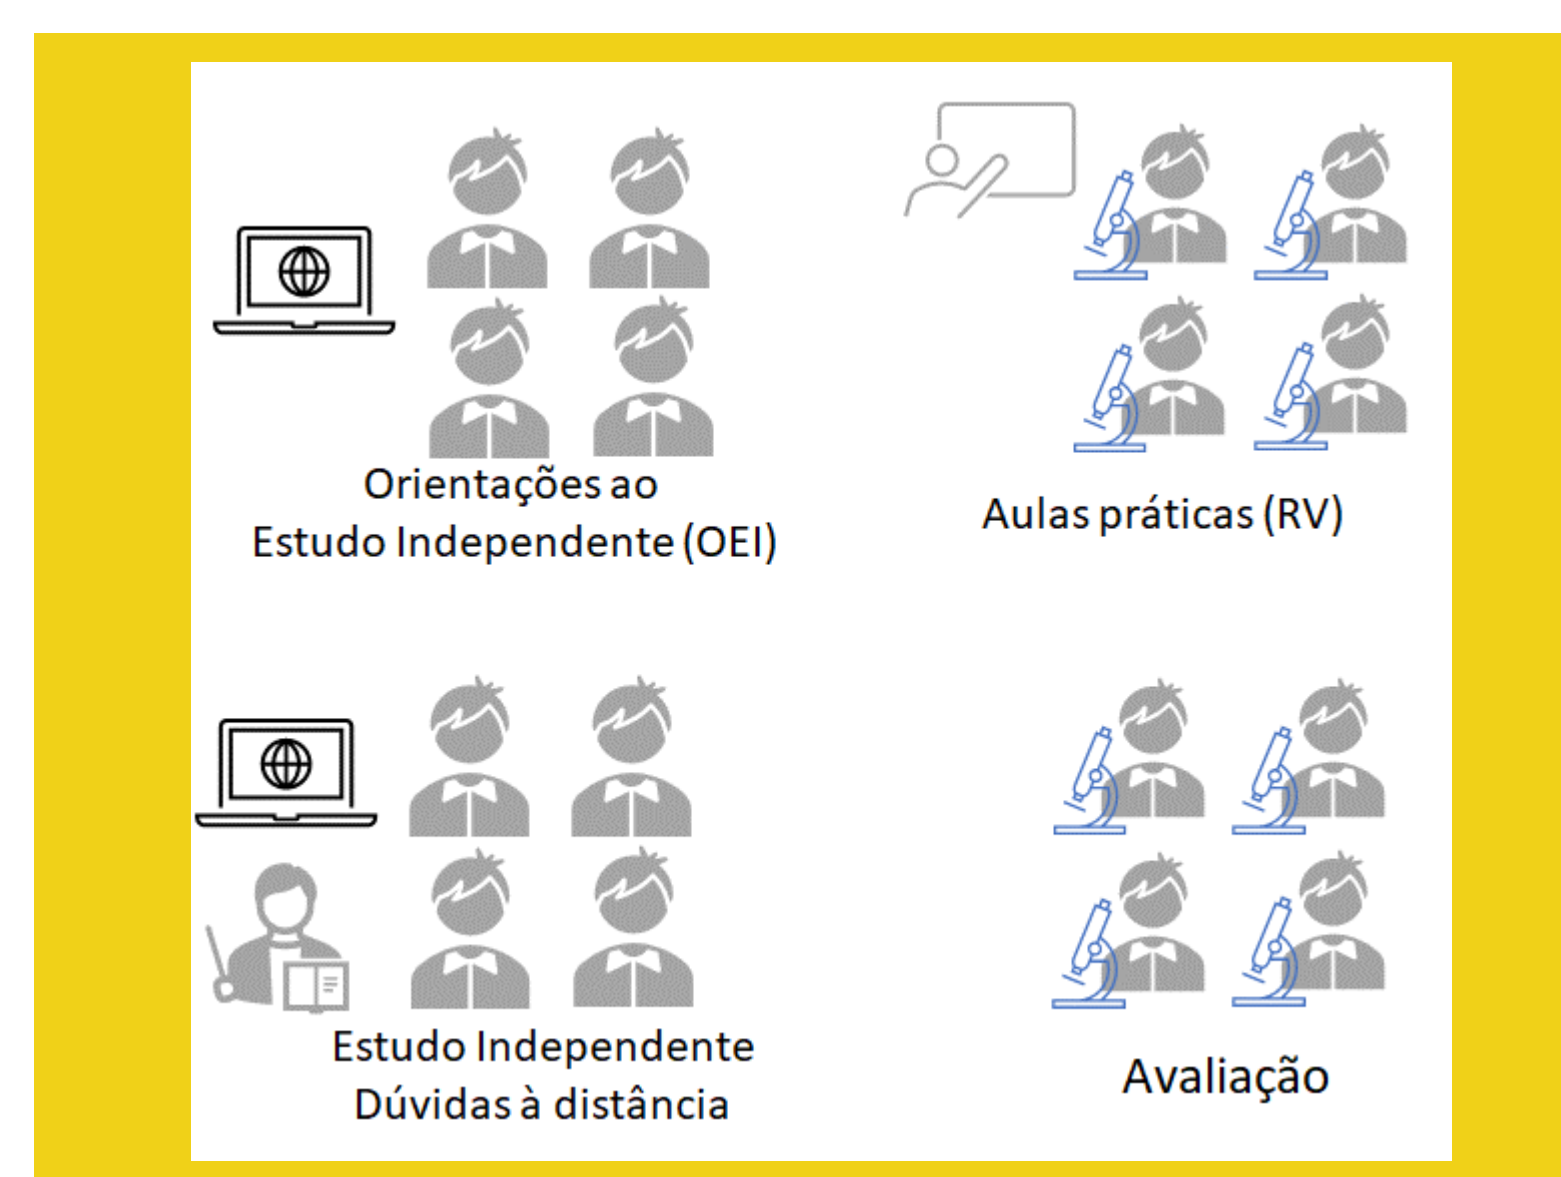 Orientações ao
Estudo Independente (OEI)
Aulas práticas (RV)
Estudo Independente
Dúvidas à distância
Avaliação